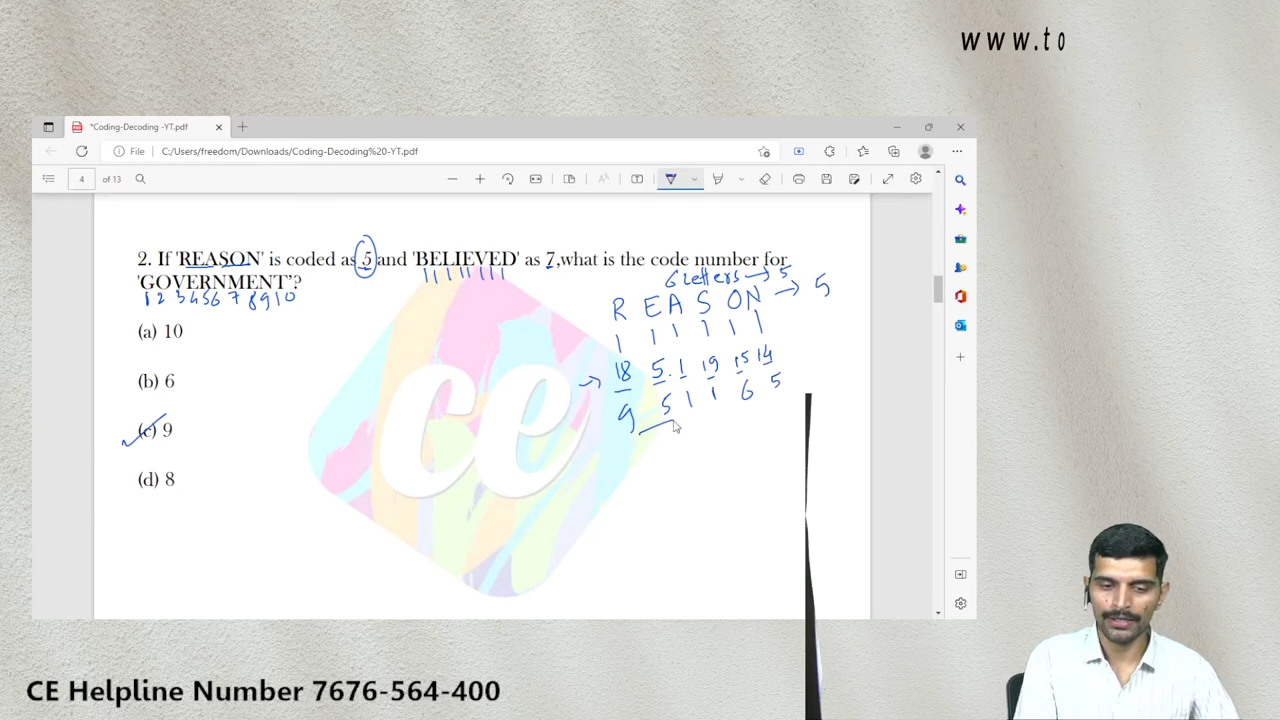 www.to
*Coding-Decoding -YT.pdf
File C:/Users/freedom/Downloads/Coding-Decoding%20-YT.pdf
4 of 13
2. If 'REASON' is coded as 5 and 'BELIEVED' as 7,what is the code number for
'GOVERNMENT'?
1 2 3 4 5 6 7 8 9 10
6 letters → 5
R E A S O N → 5
(a) 10
18 5 . 1 19 15 14
(b) 6
9 5 1 1 6 5
(c) 9
(d) 8
ce
CE Helpline Number 7676-564-400